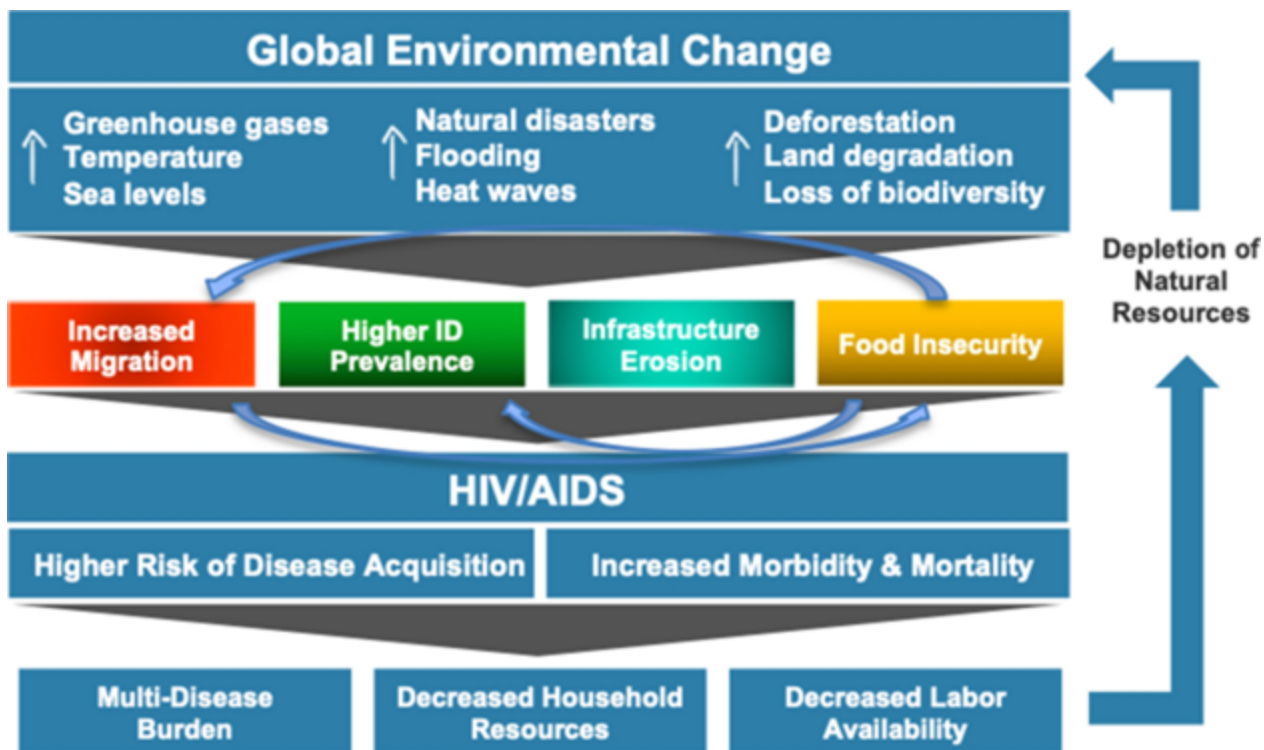 Global Environmental Change
Greenhouse gases
Temperature
Sea levels
Natural disasters
Flooding
Heat waves
Deforestation
Land degradation
Loss of biodiversity
Depletion of
Natural
Resources
Increased
Migration
Higher ID
Prevalence
Infrastructure
Erosion
Food Insecurity
HIV/AIDS
Higher Risk of Disease Acquisition
Increased Morbidity & Mortality
Multi-Disease
Burden
Decreased Household
Resources
Decreased Labor
Availability